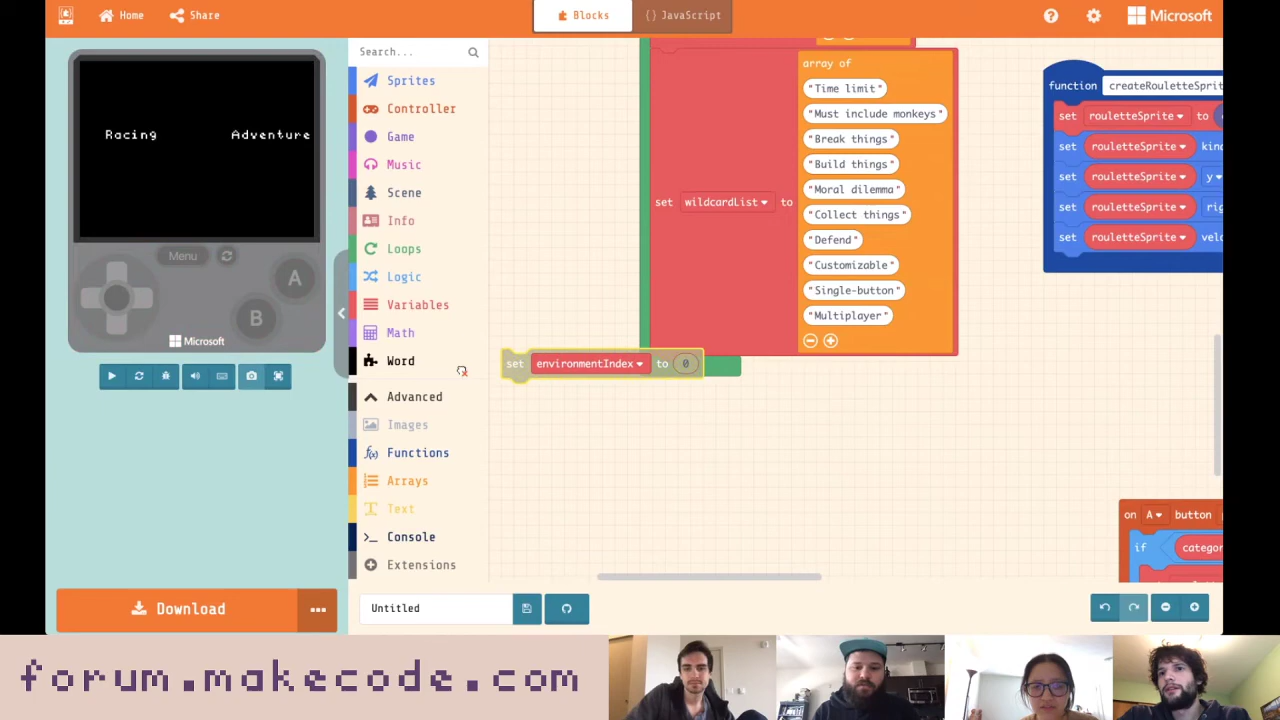 Home
Share
Blocks
{} JavaScript
Microsoft
Racing Adventure
Menu
A
B
Microsoft
Download
Search...
Sprites
Controller
Game
Music
Scene
Info
Loops
Logic
Variables
Math
Word
Advanced
Images
Functions
Arrays
Text
Console
Extensions
Untitled
array of
"Time limit"
"Must include monkeys"
"Break things"
"Build things"
"Moral dilemma"
set wildcardList to
"Collect things"
"Defend"
"Customizable"
"Single-button"
"Multiplayer"
set environmentIndex to 0
function createRouletteSprit
set rouletteSprite to
set rouletteSprite kin
set rouletteSprite y
set rouletteSprite rig
set rouletteSprite velo
on A button
if categor
forum.makecode.com